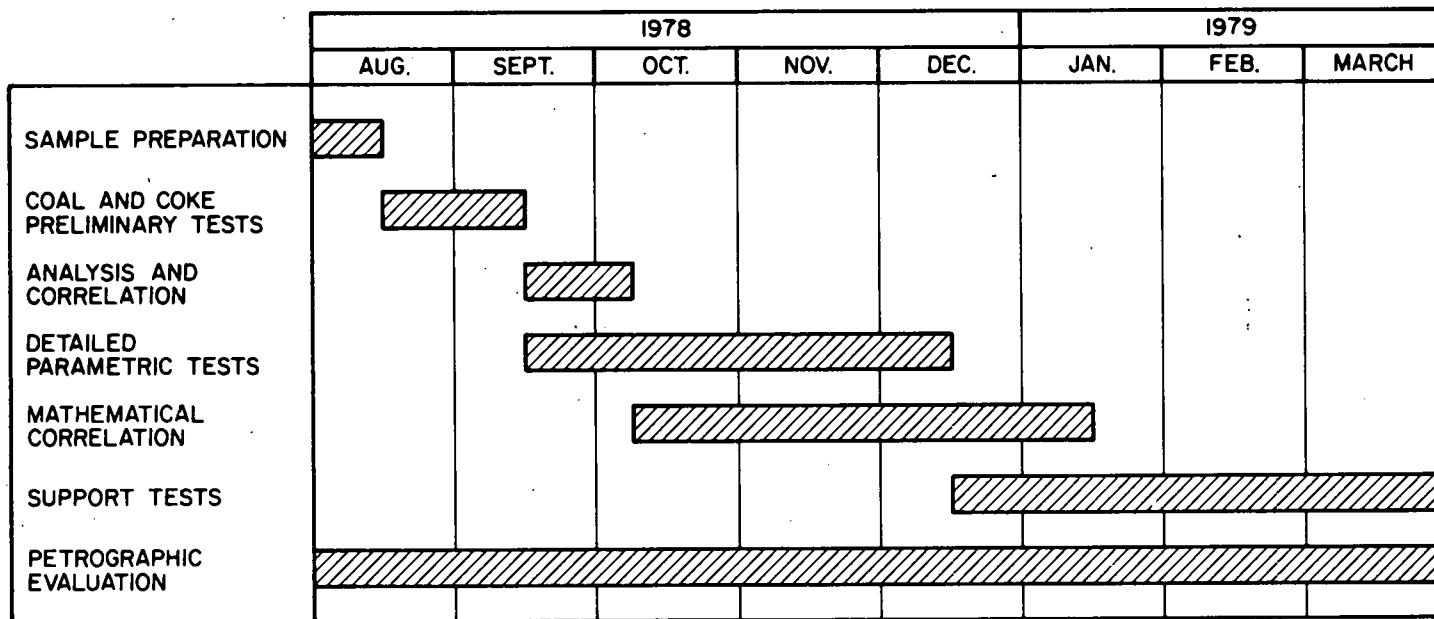 1978 1979
AUG. SEPT. OCT. NOV. DEC. JAN. FEB. MARCH
SAMPLE PREPARATION
COAL AND COKE
PRELIMINARY TESTS
ANALYSIS AND
CORRELATION
DETAILED
PARAMETRIC TESTS
MATHEMATICAL
CORRELATION
SUPPORT TESTS
PETROGRAPHIC
EVALUATION